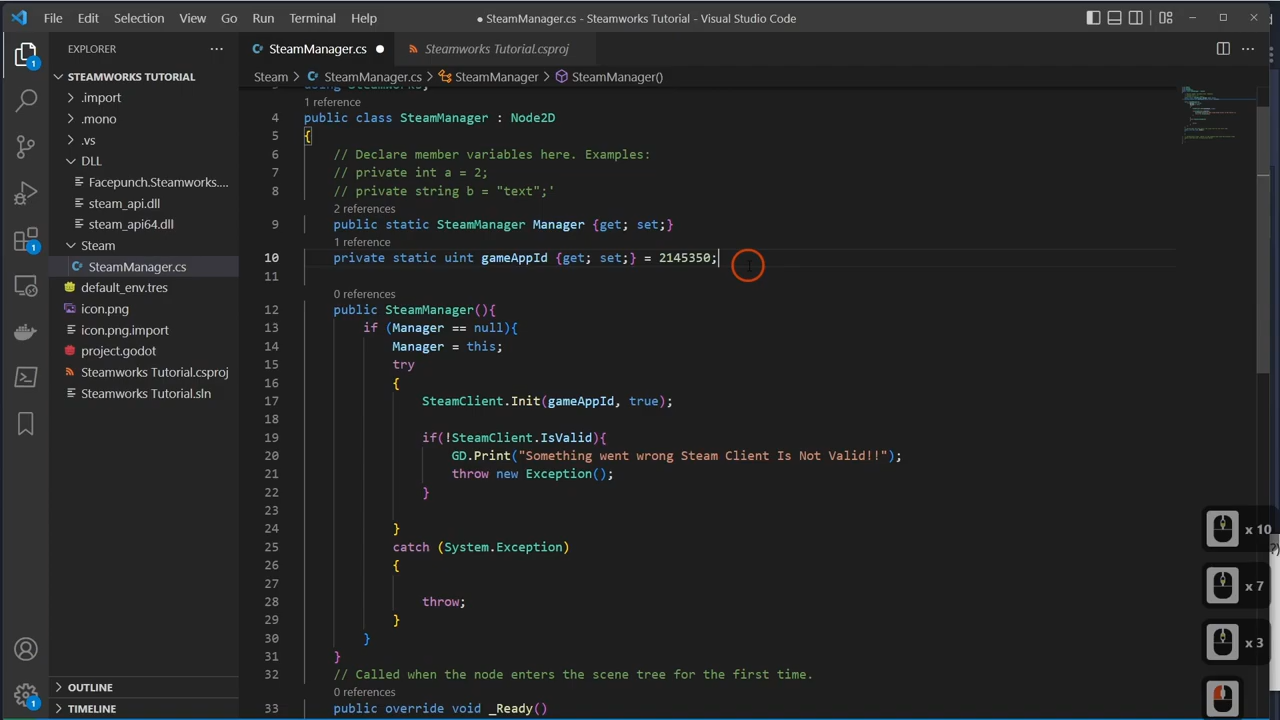 File Edit Selection View Go Run Terminal Help
● SteamManager.cs - Steamworks Tutorial - Visual Studio Code
EXPLORER
STEAMWORKS TUTORIAL
.import
.mono
.vs
DLL
Facepunch.Steamworks....
steam_api.dll
steam_api64.dll
Steam
SteamManager.cs
default_env.tres
icon.png
icon.png.import
project.godot
Steamworks Tutorial.csproj
Steamworks Tutorial.sln
OUTLINE
TIMELINE
1
1
1
SteamManager.cs ●
Steamworks Tutorial.csproj
Steam > SteamManager.cs > SteamManager > SteamManager()
3 using Steamworks;
1 reference
4 public class SteamManager : Node2D
5 {
6 // Declare member variables here. Examples:
7 // private int a = 2;
8 // private string b = "text";'
2 references
9 public static SteamManager Manager {get; set;}
1 reference
10 private static uint gameAppId {get; set;} = 2145350;
11
0 references
12 public SteamManager(){
13 if (Manager == null){
14 Manager = this;
15 try
16 {
17 SteamClient.Init(gameAppId, true);
18
19 if(!SteamClient.IsValid){
20 GD.Print("Something went wrong Steam Client Is Not Valid!!");
21 throw new Exception();
22 }
23
24 }
25 catch (System.Exception)
26 {
27
28 throw;
29 }
30 }
31 }
32 // Called when the node enters the scene tree for the first time.
0 references
33 public override void _Ready()
x 10
x 7
x 3